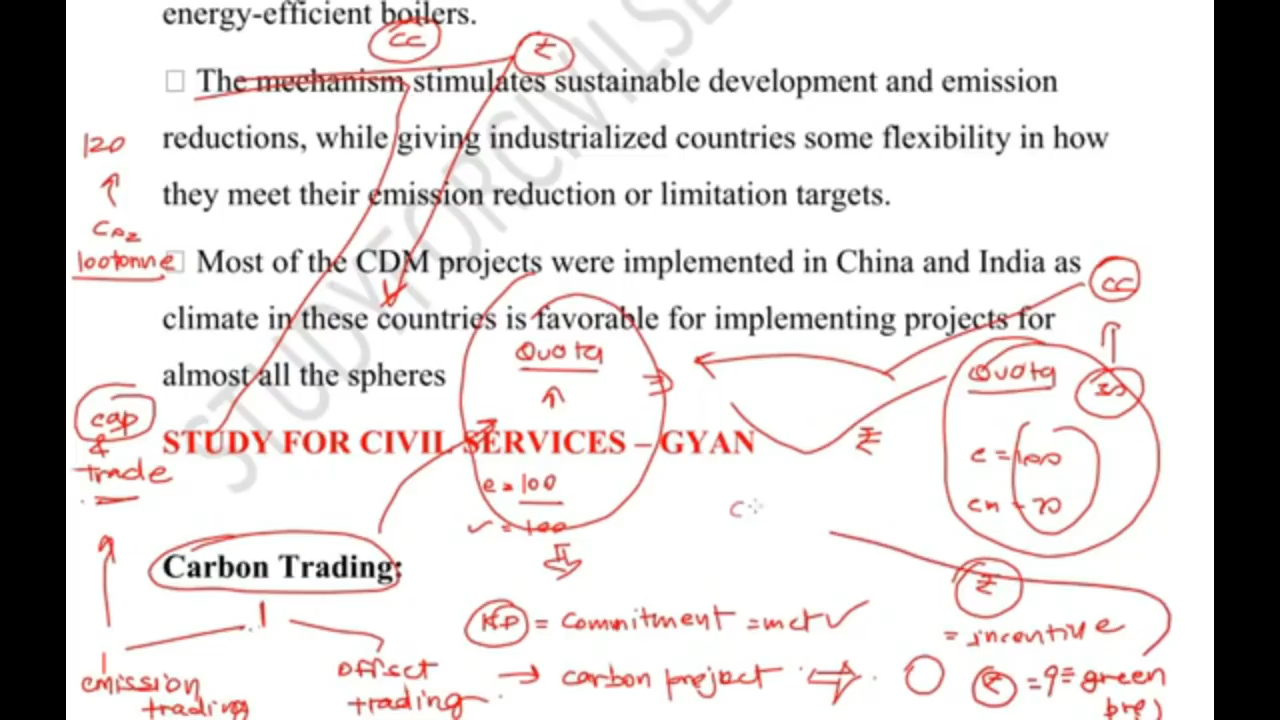 energy-efficient boilers.
cc
₹
The mechanism stimulates sustainable development and emission
reductions, while giving industrialized countries some flexibility in how
they meet their emission reduction or limitation targets.
120
100tonne
Most of the CDM projects were implemented in China and India as
cc
climate in these countries is favorable for implementing projects for
Quota
Quota
almost all the spheres
cap
&
trade
STUDY FOR CIVIL SERVICES – GYAN
₹
e = 100
e = 100
Carbon Trading:
₹
KP = commitment = met ✓
= incentive
emission
trading
offset
trading
→ carbon project
= green
STUDYFORCIVILSE